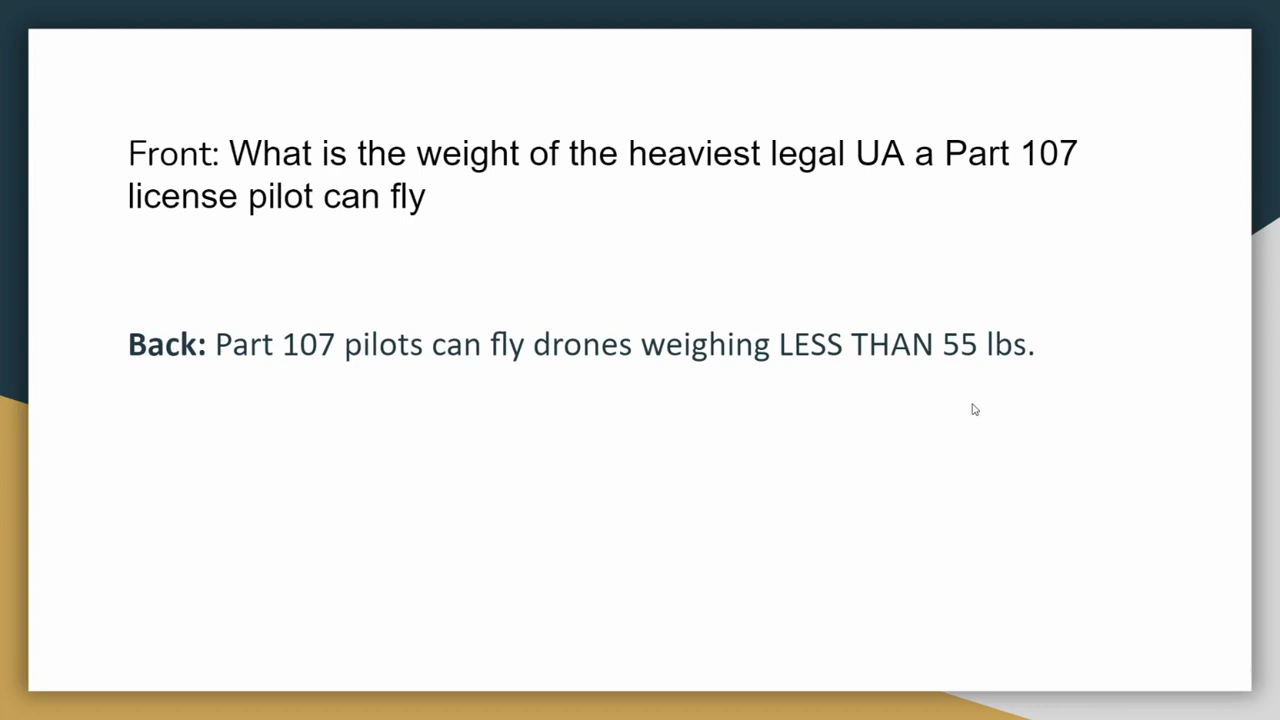 Front: What is the weight of the heaviest legal UA a Part 107
license pilot can fly
Back: Part 107 pilots can fly drones weighing LESS THAN 55 lbs.